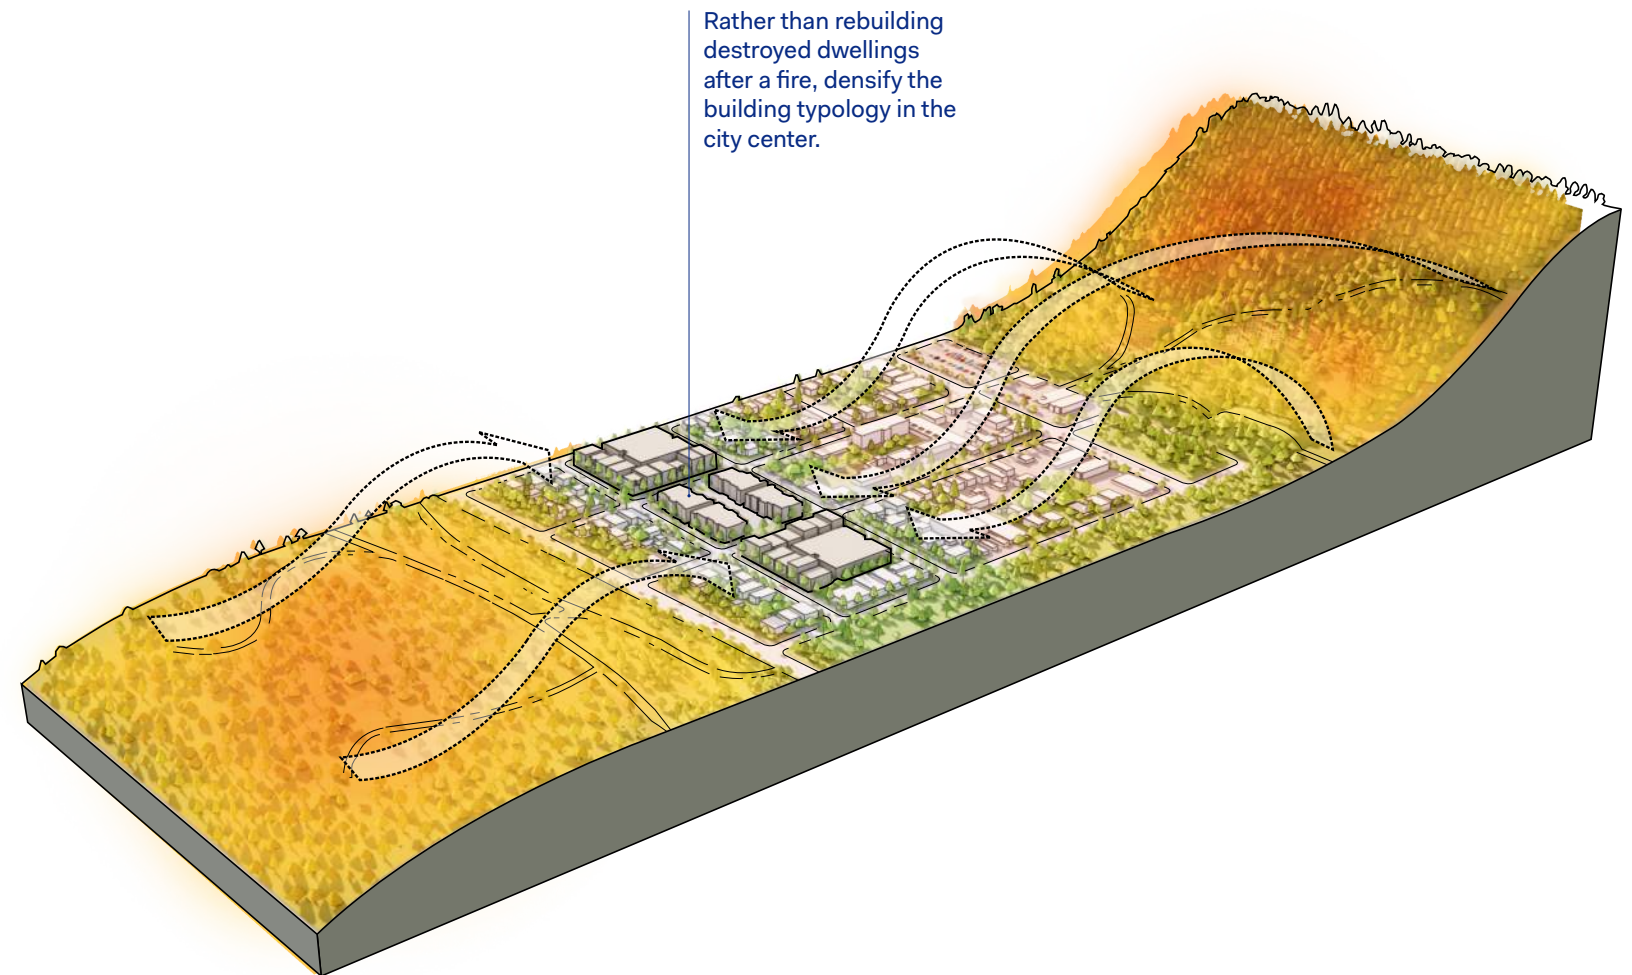 Rather than rebuilding
destroyed dwellings
after a fire, densify the
building typology in the
city center.